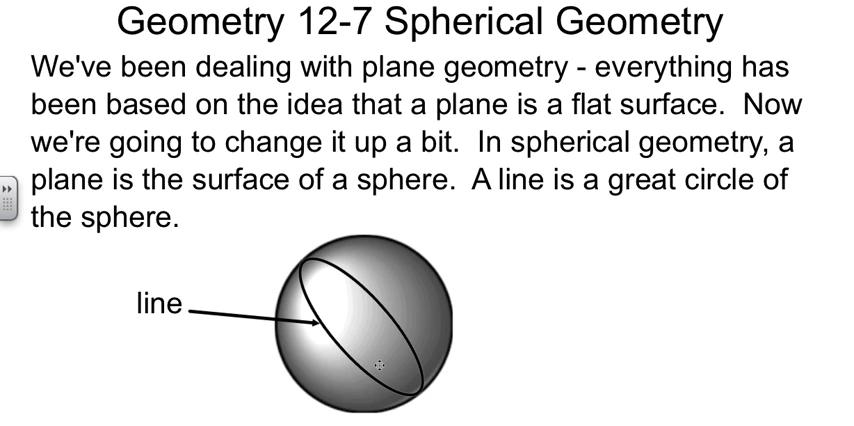 Geometry 12-7 Spherical Geometry
We've been dealing with plane geometry - everything has
been based on the idea that a plane is a flat surface.  Now
we're going to change it up a bit.  In spherical geometry, a
plane is the surface of a sphere.  A line is a great circle of
the sphere.
line